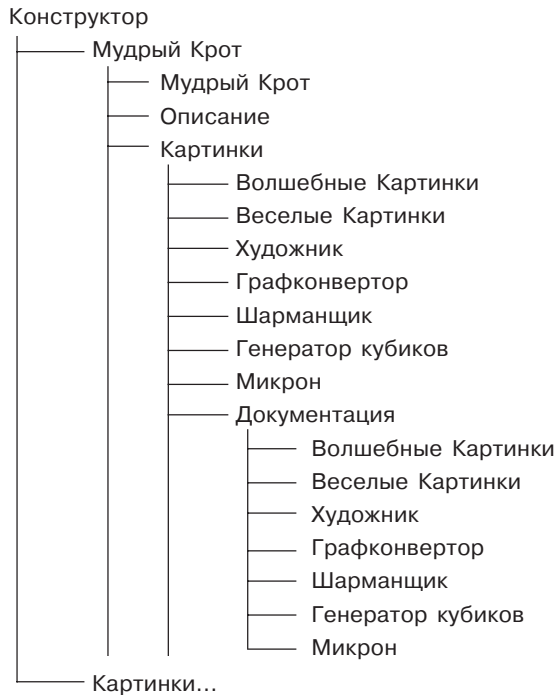 Конструктор
Мудрый Крот
Мудрый Крот
Описание
Картинки
Волшебные Картинки
Веселые Картинки
Художник
Графконвертор
Шарманщик
Генератор кубиков
Микрон
Документация
Волшебные Картинки
Веселые Картинки
Художник
Графконвертор
Шарманщик
Генератор кубиков
Микрон
Картинки...